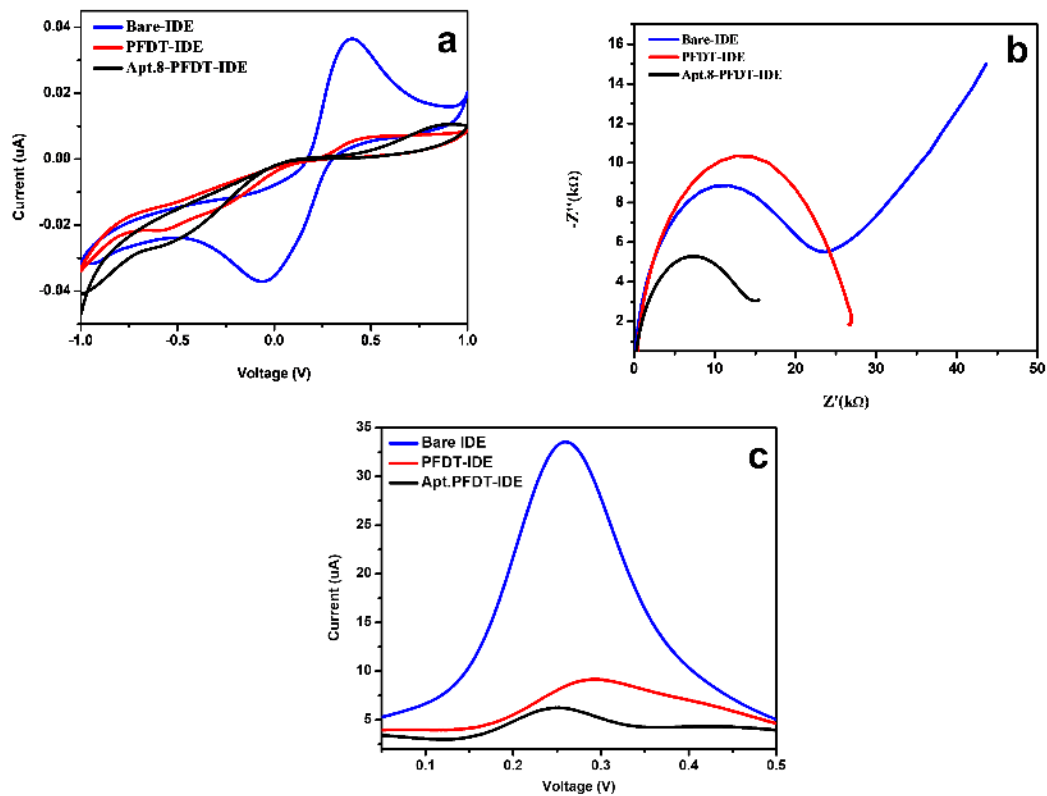 a
Bare-IDE
PFDT-IDE
Apt.8-PFDT-IDE
0.04
0.02
0.00
-0.02
-0.04
Current (uA)
-1.0 -0.5 0.0 0.5 1.0
Voltage (V)
b
Bare-IDE
PFDT-IDE
Apt.8-PFDT-IDE
16
14
12
10
8
6
4
2
-Z''(kΩ)
0 10 20 30 40 50
Z'(kΩ)
c
Bare IDE
PFDT-IDE
Apt.PFDT-IDE
35
30
25
20
15
10
5
Current (uA)
0.1 0.2 0.3 0.4 0.5
Voltage (V)